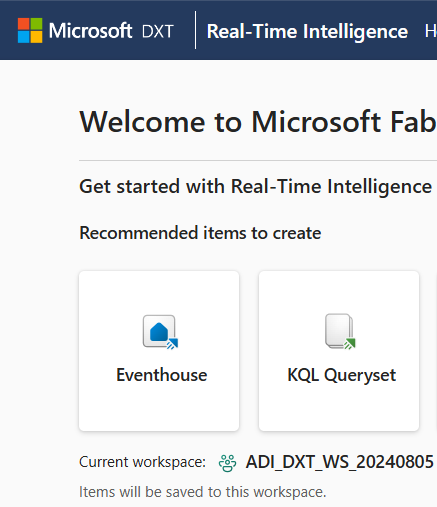 Microsoft DXT Real-Time Intelligence
Welcome to Microsoft Fab
Get started with Real-Time Intelligence
Recommended items to create
Eventhouse KQL Queryset
Current workspace: ADI_DXT_WS_20240805
Items will be saved to this workspace.